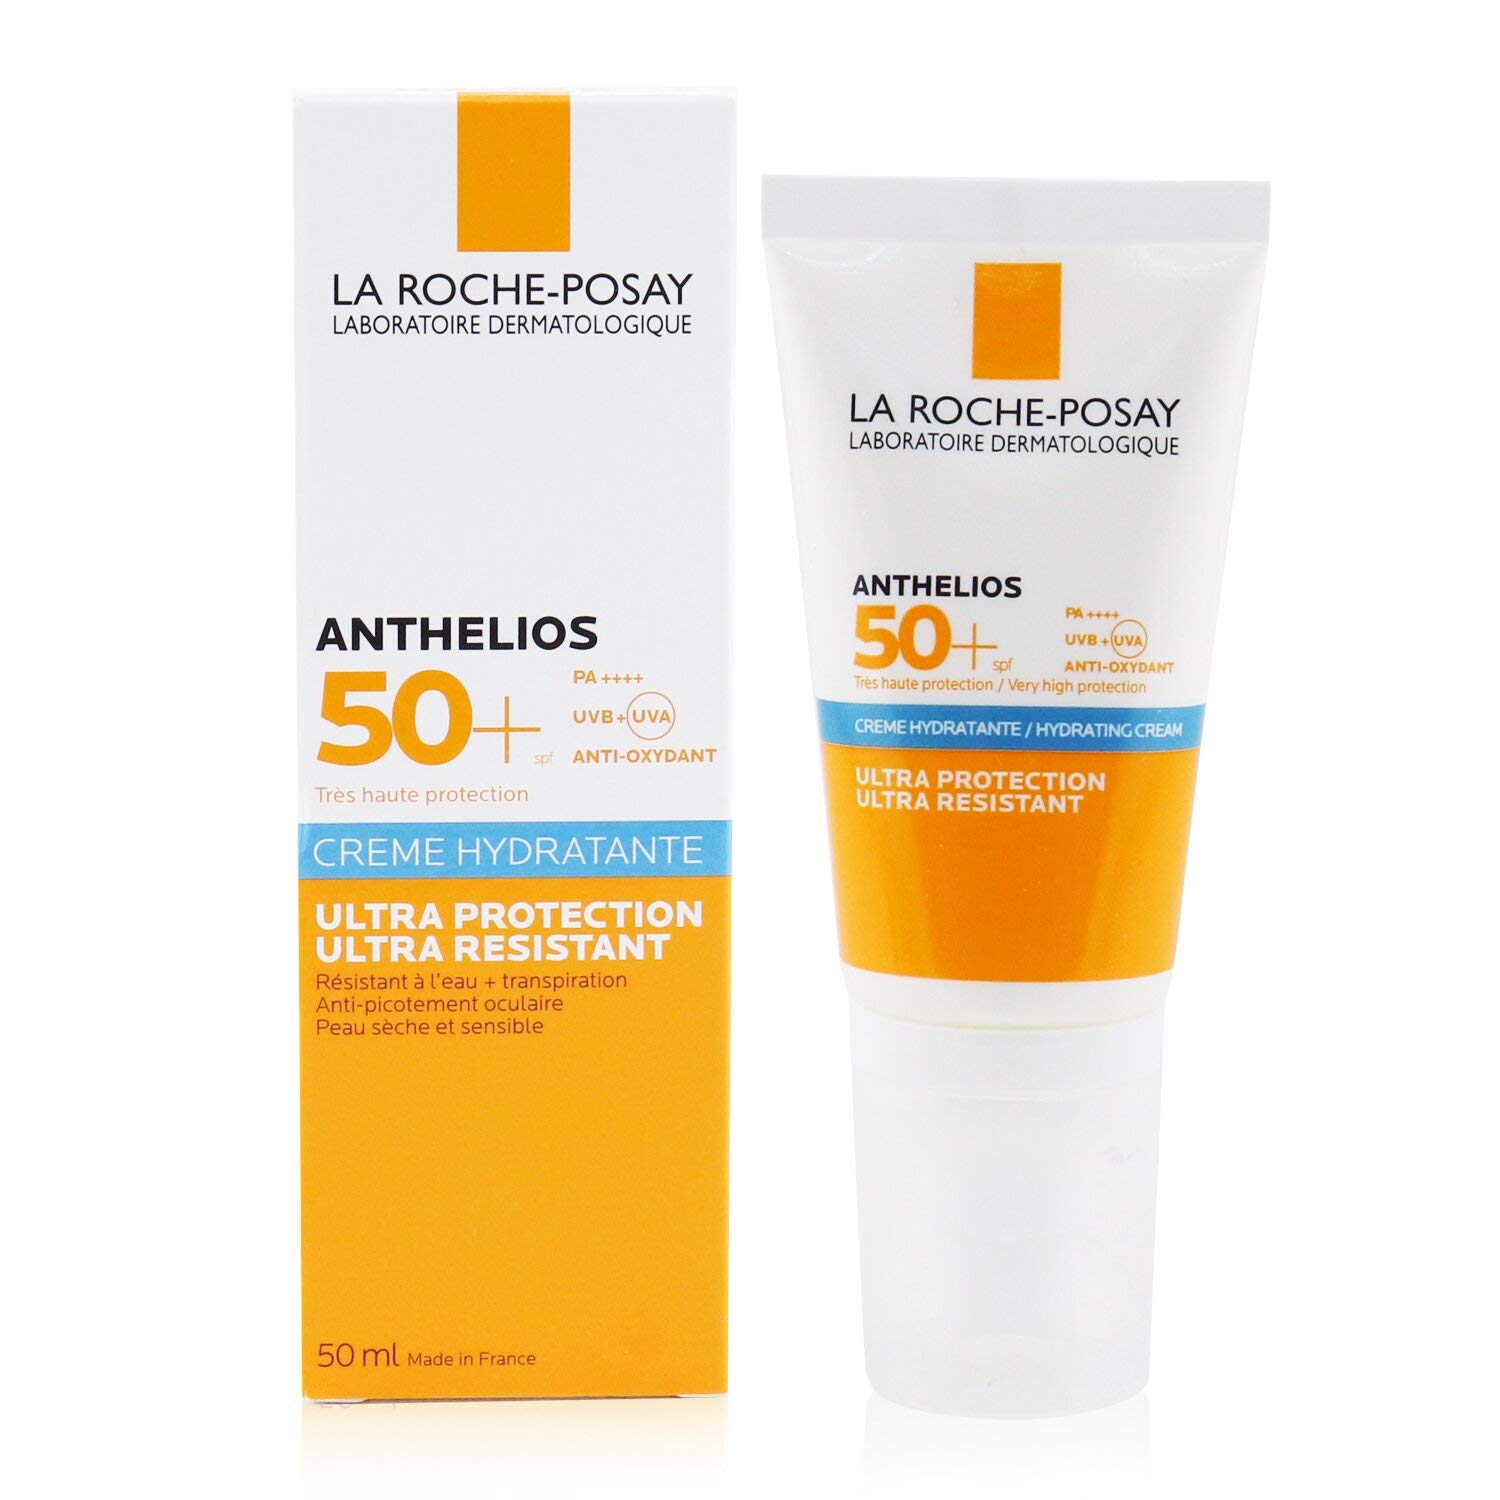 LA ROCHE-POSAY
LABORATOIRE DERMATOLOGIQUE
ANTHELIOS
50+ spf
PA ++++
UVB + UVA
ANTI-OXYDANT
Très haute protection
CREME HYDRATANTE
ULTRA PROTECTION
ULTRA RESISTANT
Résistant à l'eau + transpiration
Anti-picotement oculaire
Peau sèche et sensible
50 ml Made in France
LA ROCHE-POSAY
LABORATOIRE DERMATOLOGIQUE
ANTHELIOS
50+ spf
PA ++++
UVB + UVA
ANTI-OXYDANT
Très haute protection / Very high protection
CREME HYDRATANTE / HYDRATING CREAM
ULTRA PROTECTION
ULTRA RESISTANT